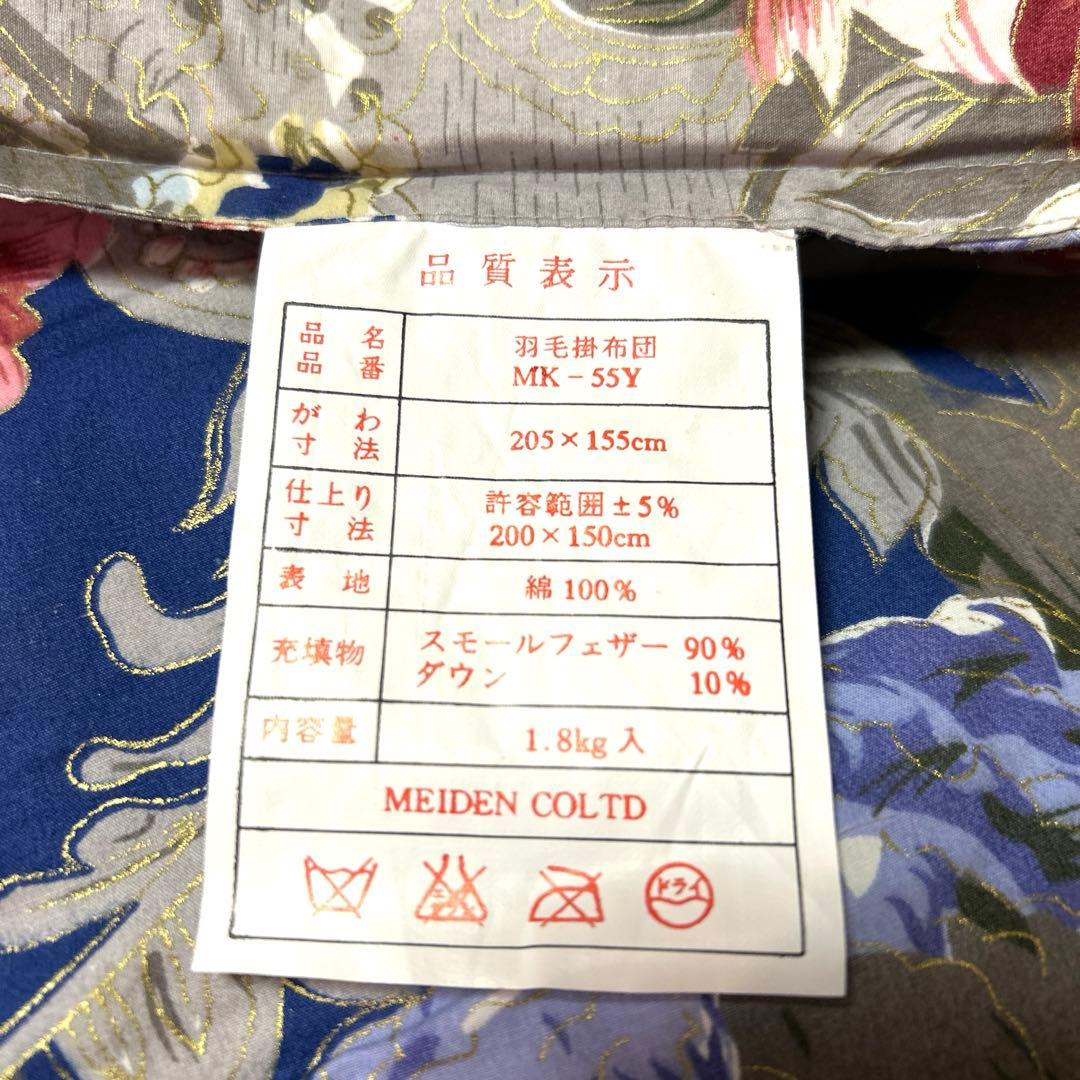 品質表示
品名 羽毛掛布団
品番 MK－55Y
がわ
寸法
205×155cm
仕上り
寸法
許容範囲±5%
200×150cm
表地 綿100%
充填物
スモールフェザー 90%
ダウン 10%
内容量 1.8kg入
MEIDEN COLTD
ドライ